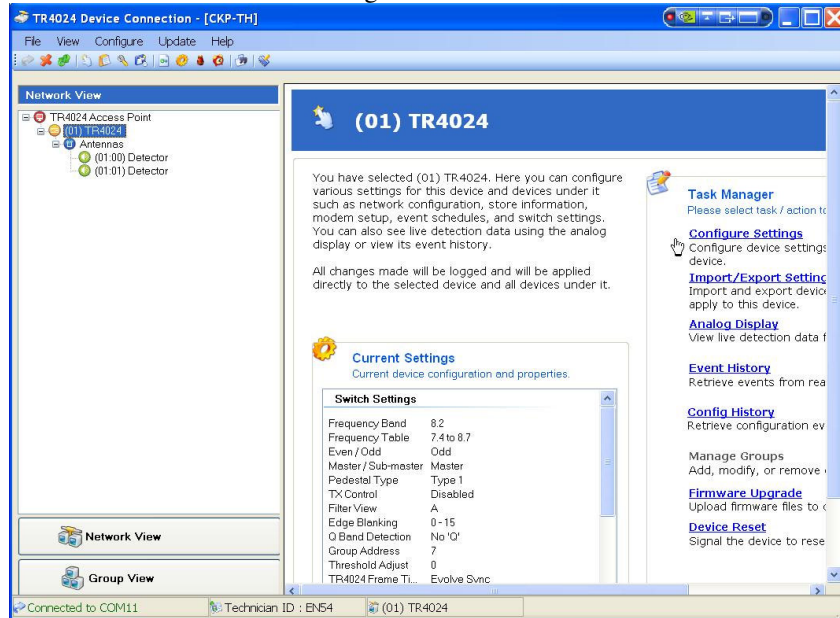 TR4024 Device Connection - [CKP-TH]
File View Configure Update Help
Network View
TR4024 Access Point
(01) TR4024
Antennas
(01:00) Detector
(01:01) Detector
Network View
Group View
(01) TR4024
You have selected (01) TR4024. Here you can configure
various settings for this device and devices under it
such as network configuration, store information,
modem setup, event schedules, and switch settings.
You can also see live detection data using the analog
display or view its event history.
All changes made will be logged and will be applied
directly to the selected device and all devices under it.
Current Settings
Current device configuration and properties.
Switch Settings
Frequency Band 8.2
Frequency Table 7.4 to 8.7
Even / Odd Odd
Master / Sub-master Master
Pedestal Type Type 1
TX Control Disabled
Filter View A
Edge Blanking 0 - 15
Q Band Detection No 'Q'
Group Address 7
Threshold Adjust 0
TR4024 Frame Ti... Evolve Sync
Task Manager
Please select task / action to
Configure Settings
Configure device settings
device.
Import/Export Setting
Import and export device
apply to this device.
Analog Display
View live detection data f
Event History
Retrieve events from rea
Config History
Retrieve configuration ev
Manage Groups
Add, modify, or remove
Firmware Upgrade
Upload firmware files to
Device Reset
Signal the device to rese
Connected to COM11 Technician ID : EN54 (01) TR4024